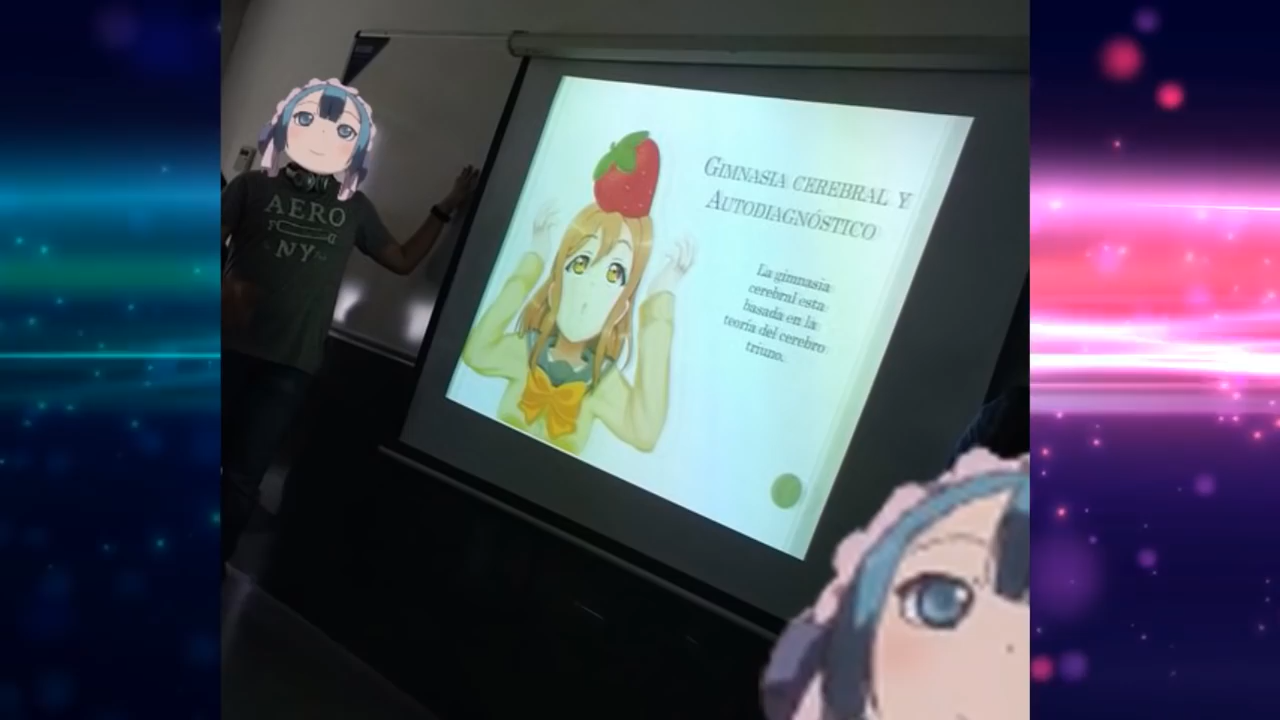 AERO
NY
GIMNASIA CEREBRAL Y
AUTODIAGNÓSTICO
La gimnasia
cerebral esta
basada en la
teoría del cerebro
triuno.